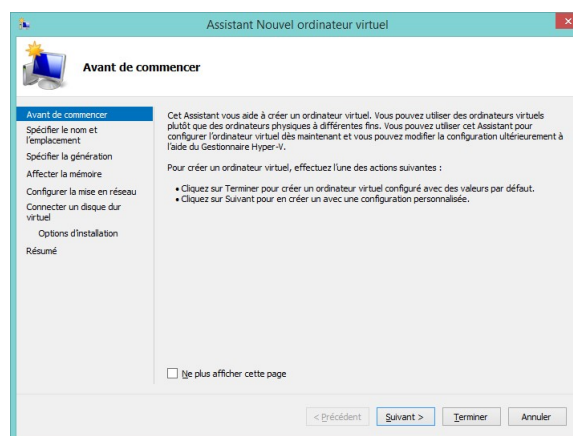 Assistant Nouvel ordinateur virtuel
Avant de commencer
Avant de commencer
Spécifier le nom et
l'emplacement
Spécifier la génération
Affecter la mémoire
Configurer la mise en réseau
Connecter un disque dur
virtuel
Options d'installation
Résumé
Cet Assistant vous aide à créer un ordinateur virtuel. Vous pouvez utiliser des ordinateurs virtuels
plutôt que des ordinateurs physiques à différentes fins. Vous pouvez utiliser cet Assistant pour
configurer l'ordinateur virtuel dès maintenant et vous pouvez modifier la configuration ultérieurement à
l'aide du Gestionnaire Hyper-V.
Pour créer un ordinateur virtuel, effectuez l'une des actions suivantes :
• Cliquez sur Terminer pour créer un ordinateur virtuel configuré avec des valeurs par défaut.
• Cliquez sur Suivant pour en créer un avec une configuration personnalisée.
Ne plus afficher cette page
< Précédent
Suivant >
Terminer
Annuler